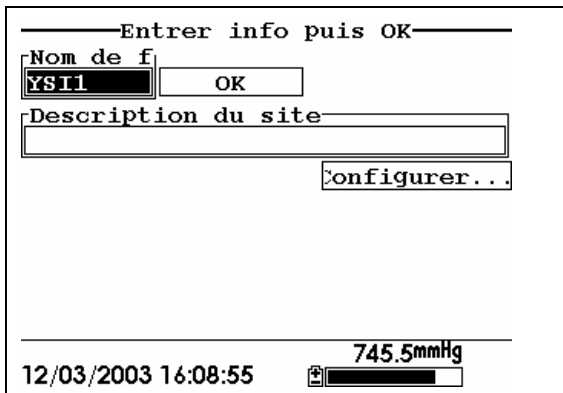 Entrer info puis OK
Nom de f
YSI1 OK
Description du site
Configurer...
745.5mmHg
12/03/2003 16:08:55